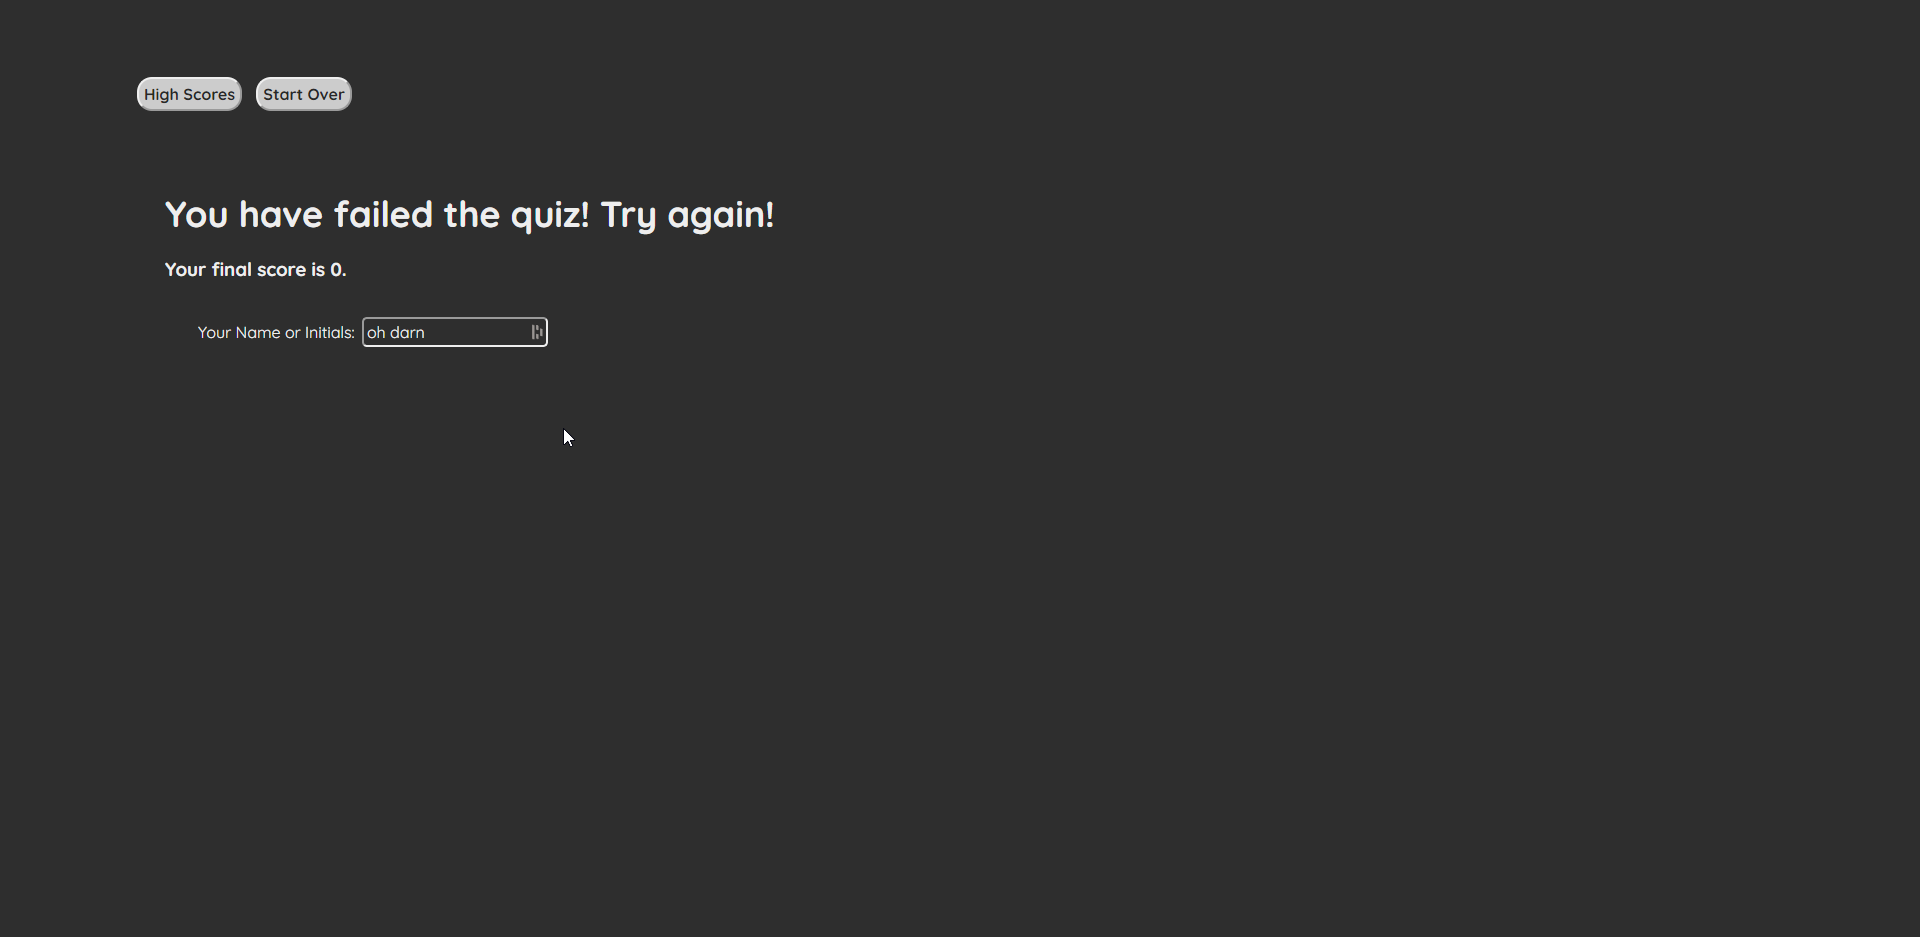 High Scores Start Over
You have failed the quiz! Try again!
Your final score is 0.
Your Name or Initials: oh darn